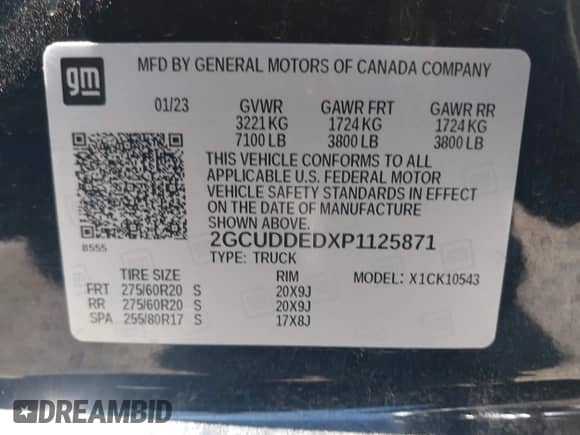 gm
MFD BY GENERAL MOTORS OF CANADA COMPANY
01/23 GVWR GAWR FRT GAWR RR
3221 KG 1724 KG 1724 KG
7100 LB 3800 LB 3800 LB
THIS VEHICLE CONFORMS TO ALL
APPLICABLE U.S. FEDERAL MOTOR
VEHICLE SAFETY STANDARDS IN EFFECT
ON THE DATE OF MANUFACTURE
SHOWN ABOVE.
8555
2GCUDDEDXP1125871
TYPE: TRUCK
TIRE SIZE RIM MODEL: X1CK10543
FRT 275/60R20 S 20X9J
RR 275/60R20 S 20X9J
SPA 255/80R17 S 17X8J
DREAMBID